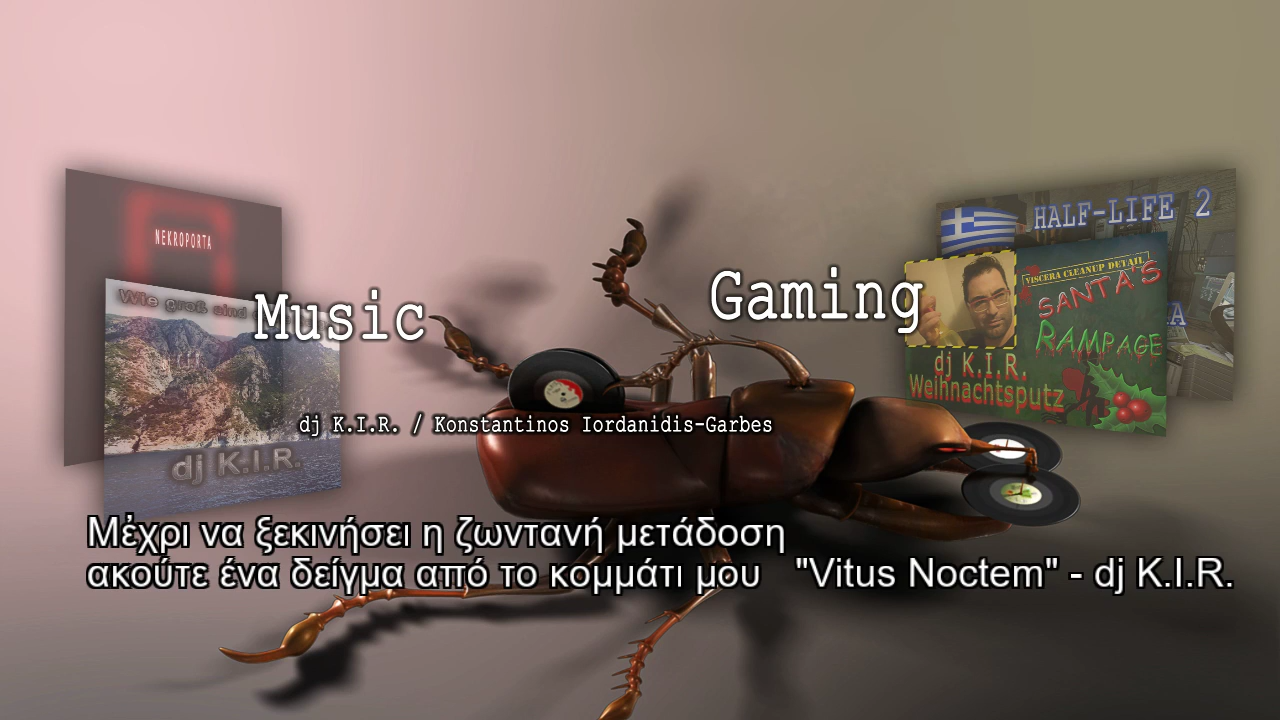 NEKROPORTA
Wie groß sind
dj K.I.R.
Music
Gaming
HALF-LIFE 2
VISCERA CLEANUP DETAIL
SANTA'S
RAMPAGE
dj K.I.R.
Weihnachtsputz
dj K.I.R. / Konstantinos Iordanidis-Garbes
Μἐχρι να ξεκινήσει η ζωντανή μετάδοση
ακούτε ένα δείγμα από το κομμάτι μου "Vitus Noctem" - dj K.I.R.